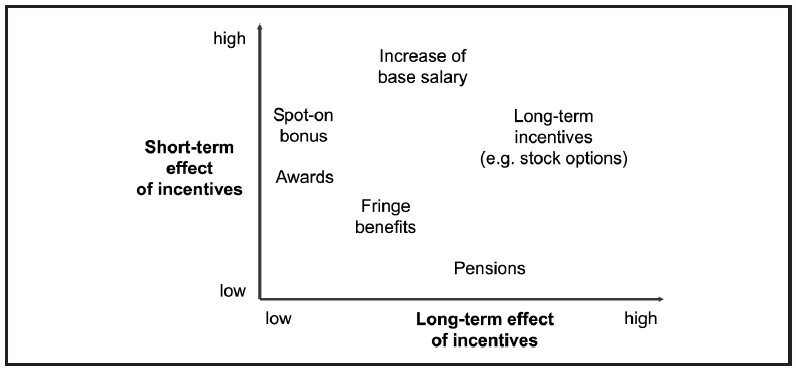 high
Increase of
base salary
Spot-on
bonus
Long-term
incentives
(e.g. stock options)
Short-term
effect
of incentives
Awards
Fringe
benefits
Pensions
low
low
Long-term effect
of incentives
high